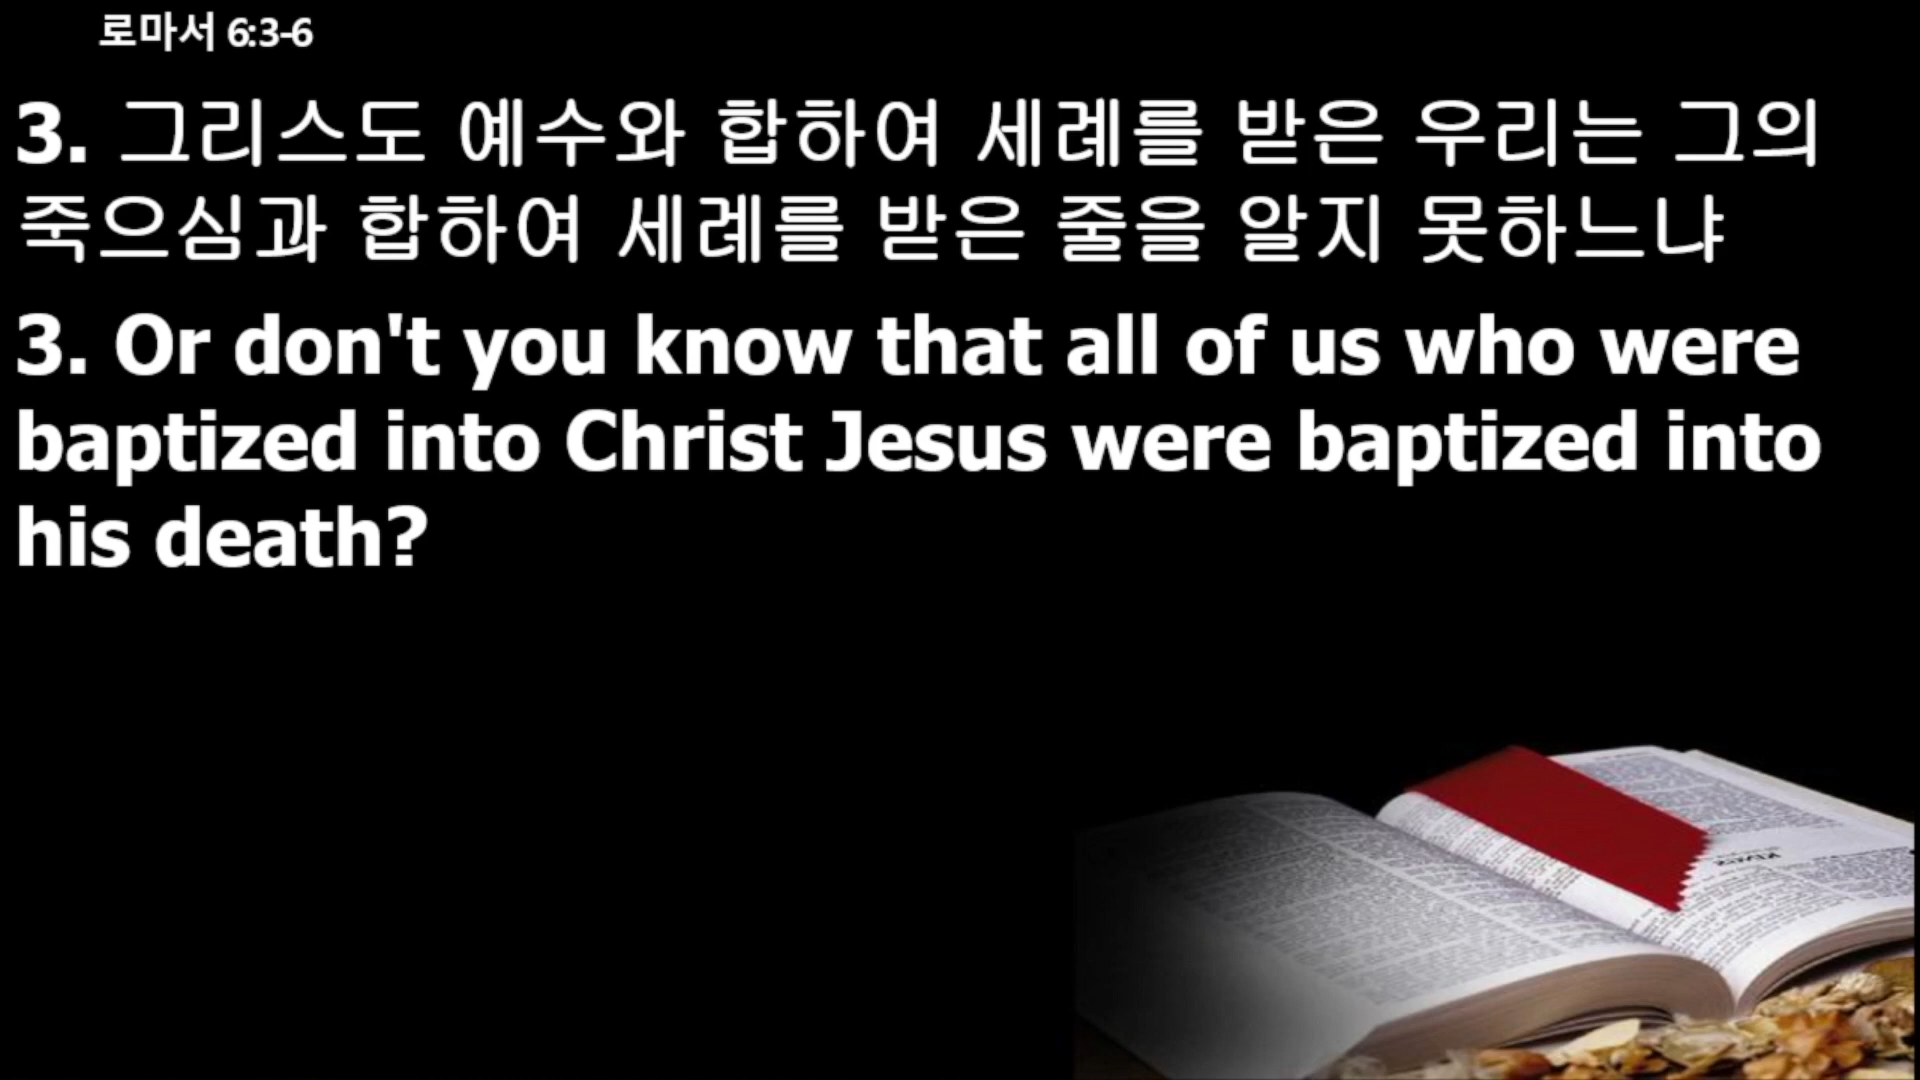 로마서 6:3-6
3. 그리스도 예수와 합하여 세례를 받은 우리는 그의
죽으심과 합하여 세례를 받은 줄을 알지 못하느냐
3. Or don't you know that all of us who were
baptized into Christ Jesus were baptized into
his death?